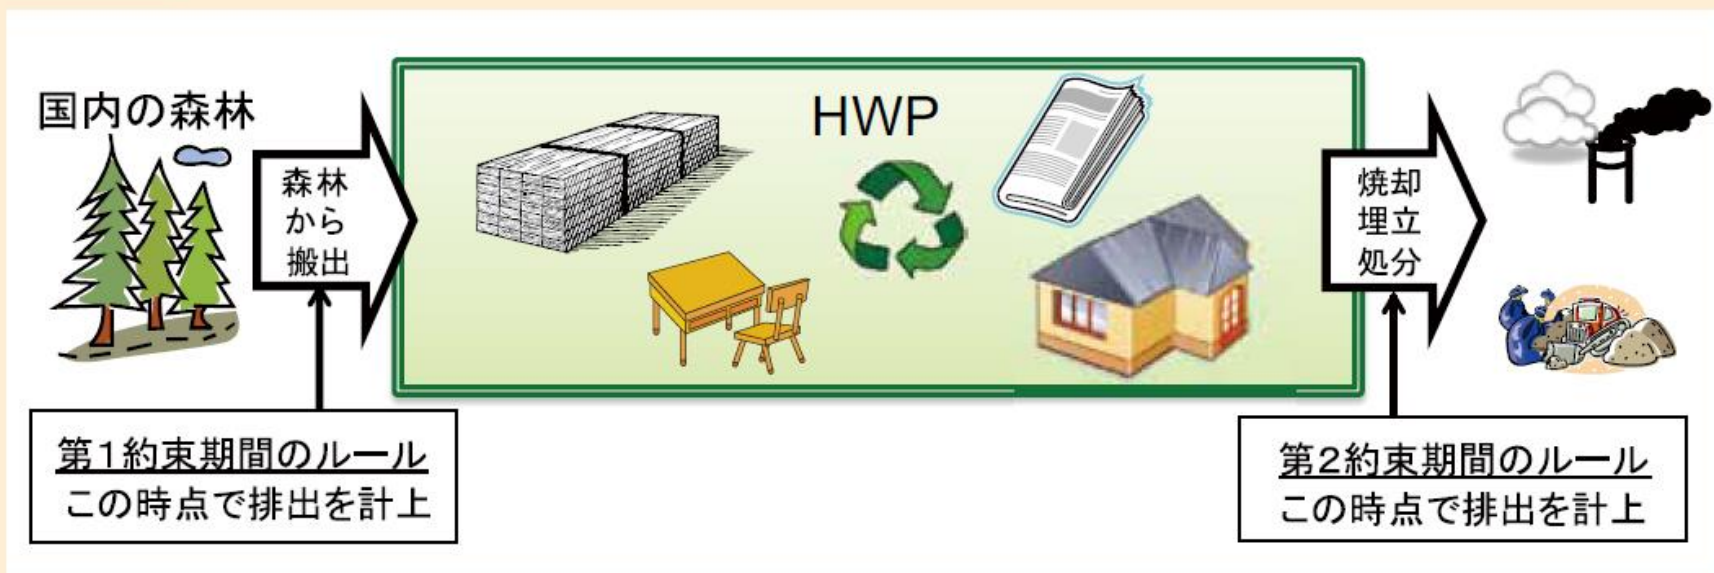 国内の森林
森林
から
搬出
HWP
焼却
埋立
処分
第1約束期間のルール
この時点で排出を計上
第2約束期間のルール
この時点で排出を計上